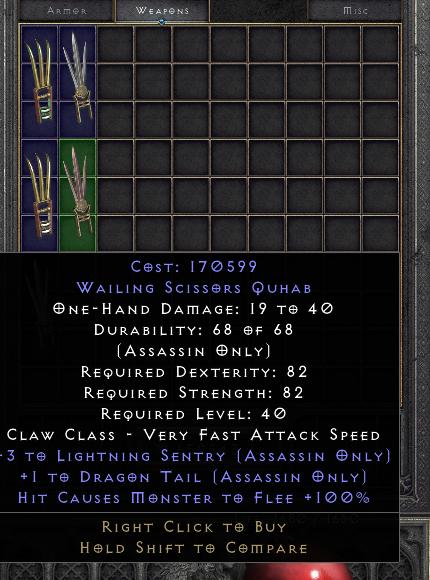 Armor
Weapons
Misc
Cost: 170599
Wailing Scissors Quhab
One-Hand Damage: 19 to 40
Durability: 68 of 68
(Assassin Only)
Required Dexterity: 82
Required Strength: 82
Required Level: 40
Claw Class - Very Fast Attack Speed
+3 to Lightning Sentry (Assassin Only)
+1 to Dragon Tail (Assassin Only)
Hit Causes Monster to Flee +100%
Right Click to Buy
Hold Shift to Compare